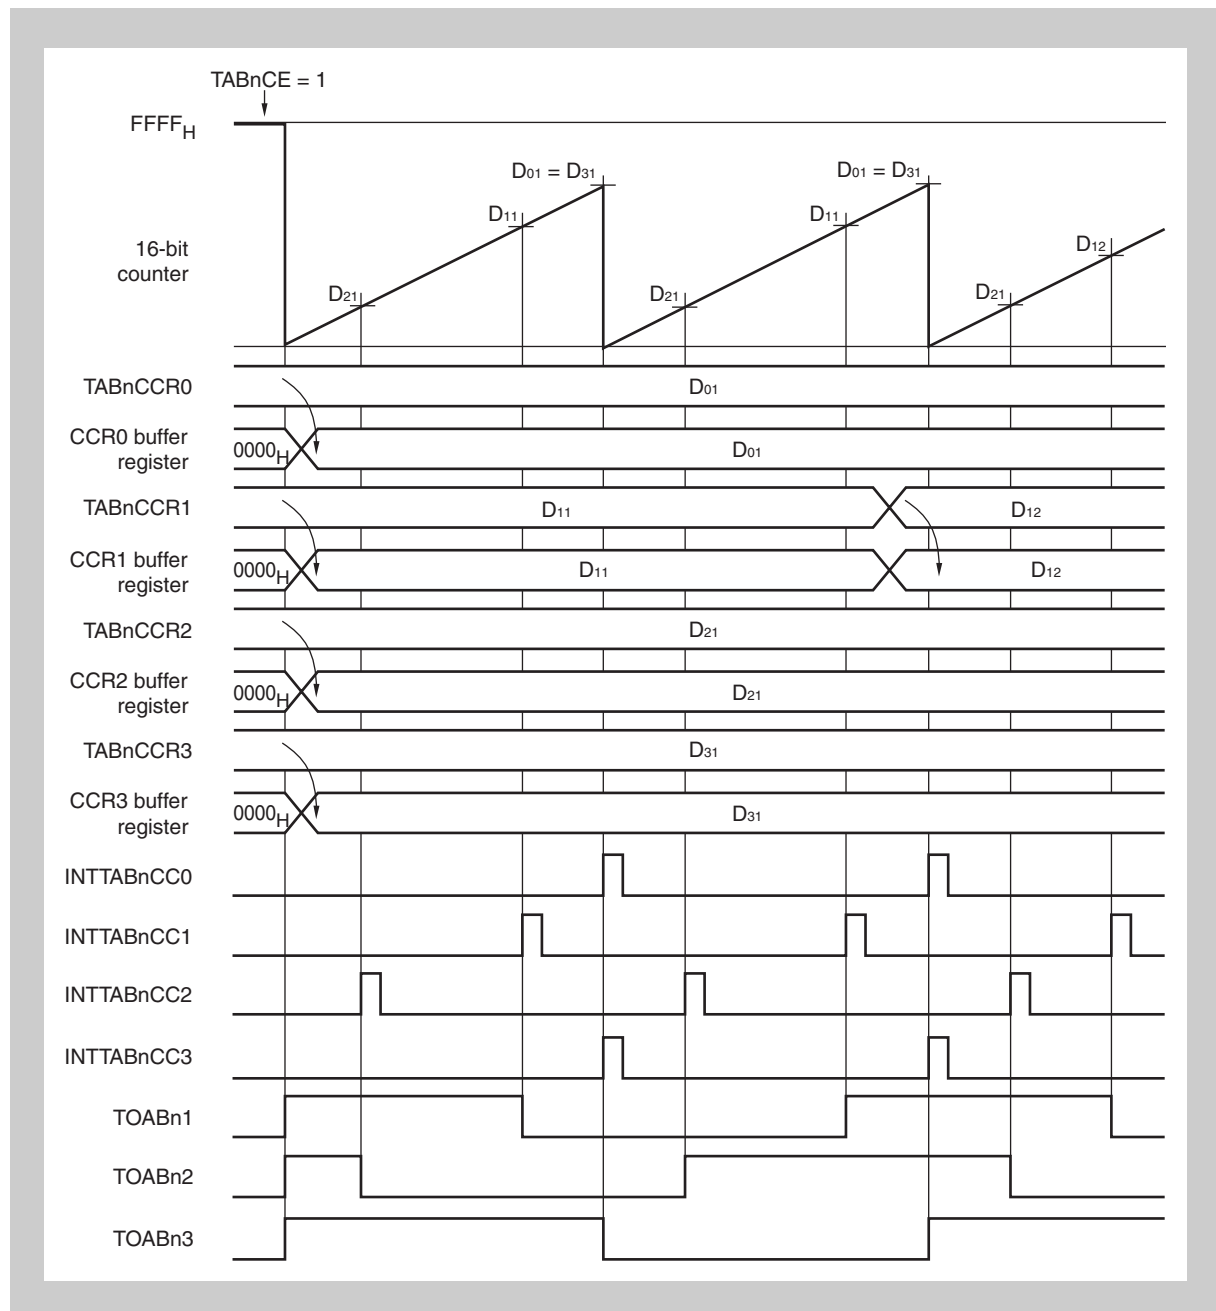 TABnCE = 1
FFFFH
D01 = D31
D01 = D31
D11
D11
16-bit
counter
D12
D21
D21
D21
TABnCCR0
D01
CCR0 buffer
register
0000H
D01
TABnCCR1
D11
D12
CCR1 buffer
register
0000H
D11
D12
TABnCCR2
D21
CCR2 buffer
register
0000H
D21
TABnCCR3
D31
CCR3 buffer
register
0000H
D31
INTTABnCC0
INTTABnCC1
INTTABnCC2
INTTABnCC3
TOABn1
TOABn2
TOABn3